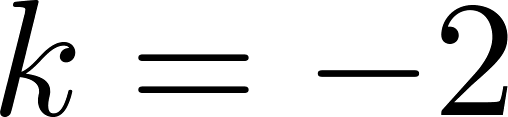 k = −2